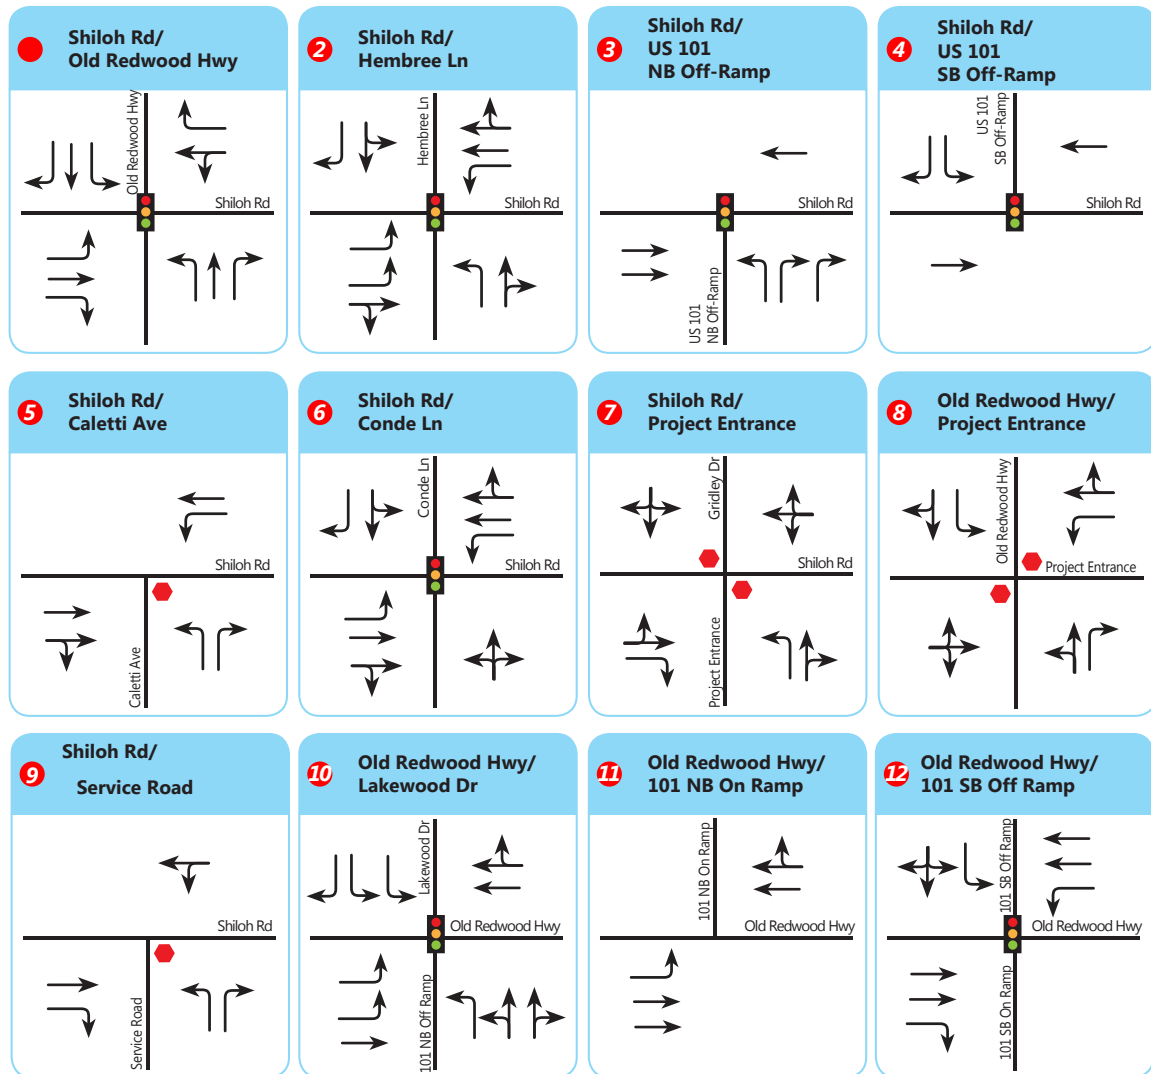 Shiloh Rd/
Old Redwood Hwy
Old Redwood Hwy
Shiloh Rd
2
Shiloh Rd/
Hembree Ln
Hembree Ln
Shiloh Rd
3
Shiloh Rd/
US 101
NB Off-Ramp
Shiloh Rd
US 101
NB Off-Ramp
4
Shiloh Rd/
US 101
SB Off-Ramp
US 101
SB Off-Ramp
Shiloh Rd
5
Shiloh Rd/
Caletti Ave
Shiloh Rd
Caletti Ave
6
Shiloh Rd/
Conde Ln
Conde Ln
Shiloh Rd
7
Shiloh Rd/
Project Entrance
Gridley Dr
Shiloh Rd
Project Entrance
8
Old Redwood Hwy/
Project Entrance
Old Redwood Hwy
Project Entrance
9
Shiloh Rd/
Service Road
Shiloh Rd
Service Road
10
Old Redwood Hwy/
Lakewood Dr
Lakewood Dr
Old Redwood Hwy
101 NB Off Ramp
11
Old Redwood Hwy/
101 NB On Ramp
101 NB On Ramp
Old Redwood Hwy
12
Old Redwood Hwy/
101 SB Off Ramp
101 SB Off Ramp
Old Redwood Hwy
101 SB On Ramp